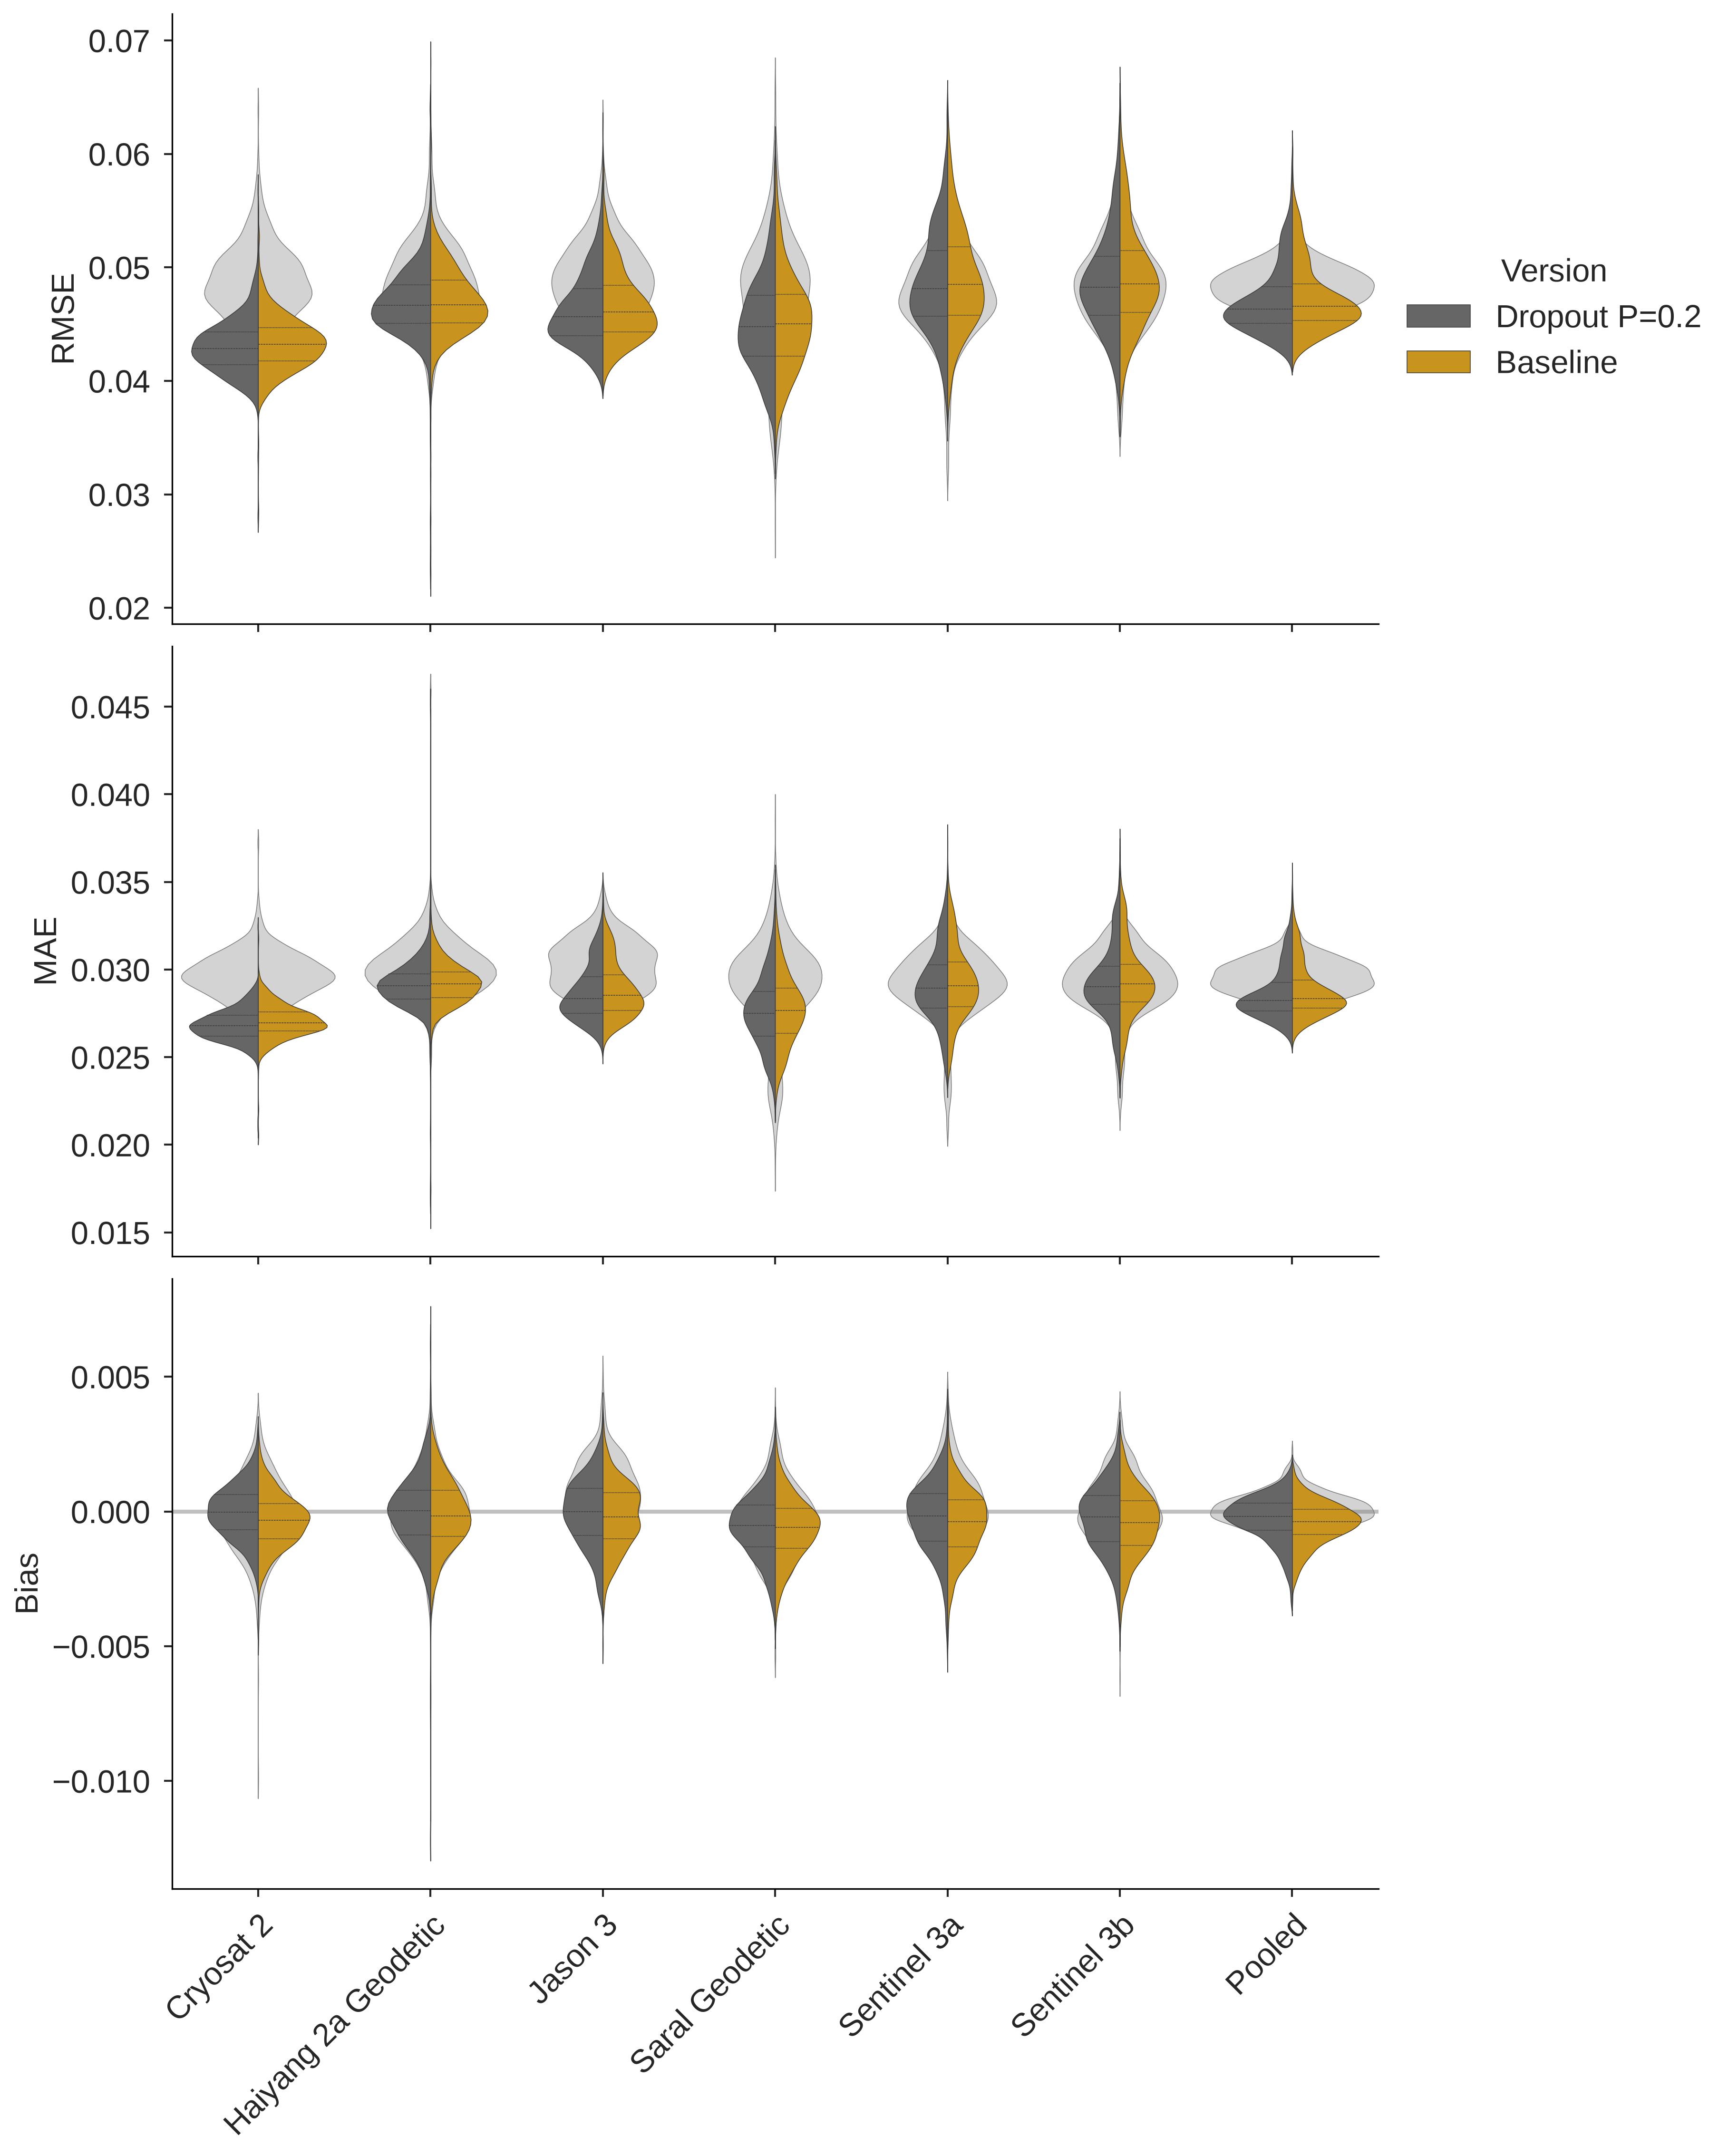 0.07
0.06
0.05
0.04
0.03
0.02
RMSE
Version
Dropout P=0.2
Baseline
0.045
0.040
0.035
0.030
0.025
0.020
0.015
MAE
0.005
0.000
−0.005
−0.010
Bias
Cryosat 2
Haiyang 2a Geodetic
Jason 3
Saral Geodetic
Sentinel 3a
Sentinel 3b
Pooled